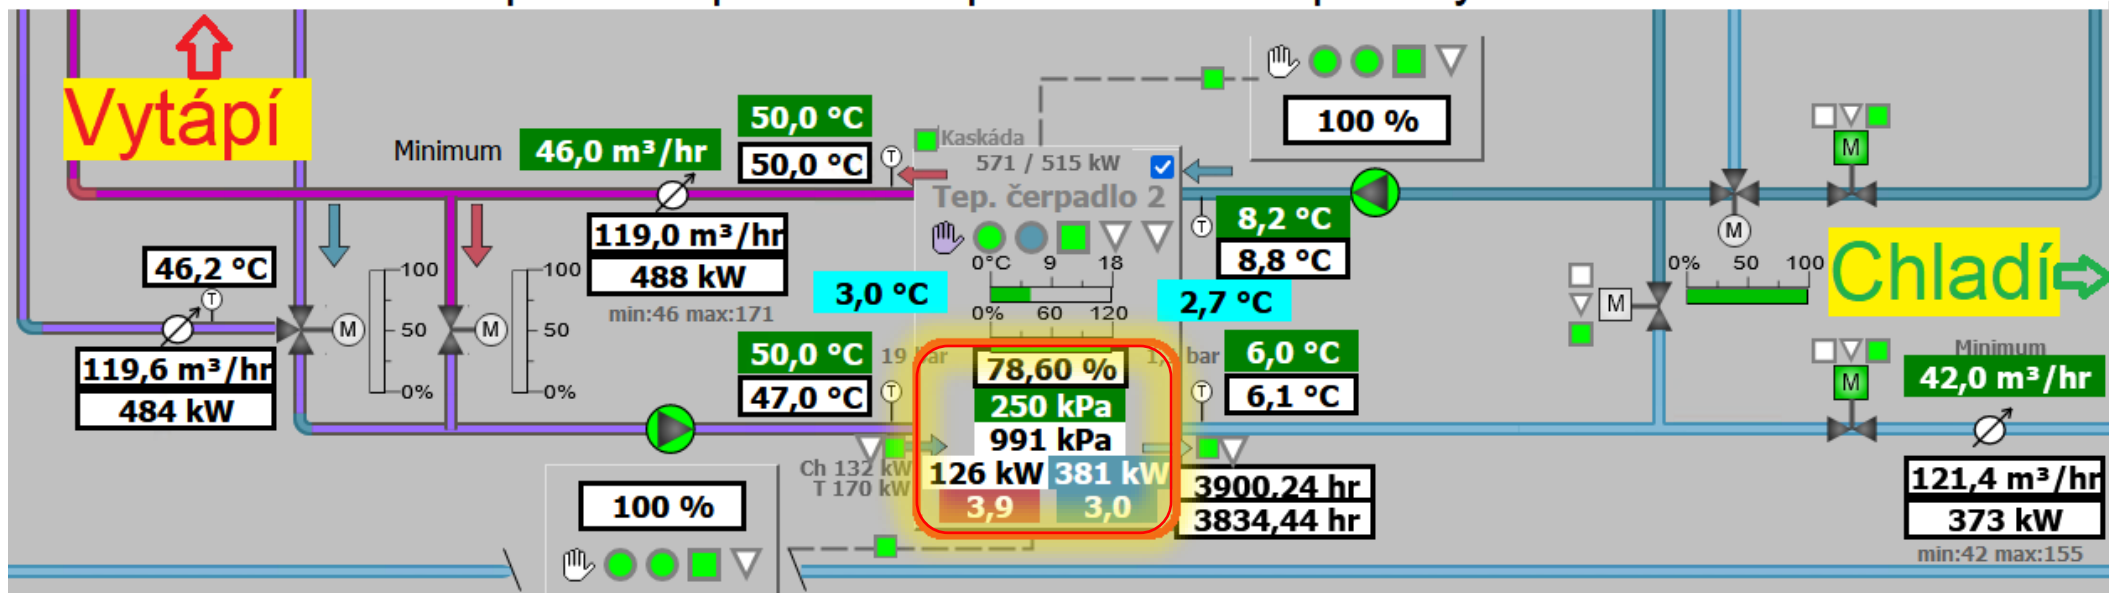 Vytápí
Minimum
46,0 m³/hr
50,0 °C
50,0 °C
T
Kaskáda
571 / 515 kW
Tep. čerpadlo 2
100 %
M
119,0 m³/hr
488 kW
min:46 max:171
46,2 °C
T
119,6 m³/hr
484 kW
M
100
50
0%
M
100
50
0%
3,0 °C
0°C 9 18
0% 60 120
2,7 °C
T
8,2 °C
8,8 °C
M
M
0% 50 100
Chladí
50,0 °C
47,0 °C
T
19 bar
78,60 %
250 kPa
991 kPa
126 kW 381 kW
3,9 3,0
bar
6,0 °C
6,1 °C
T
Ch 132 kW
T 170 kW
3900,24 hr
3834,44 hr
100 %
M
Minimum
42,0 m³/hr
121,4 m³/hr
373 kW
min:42 max:155